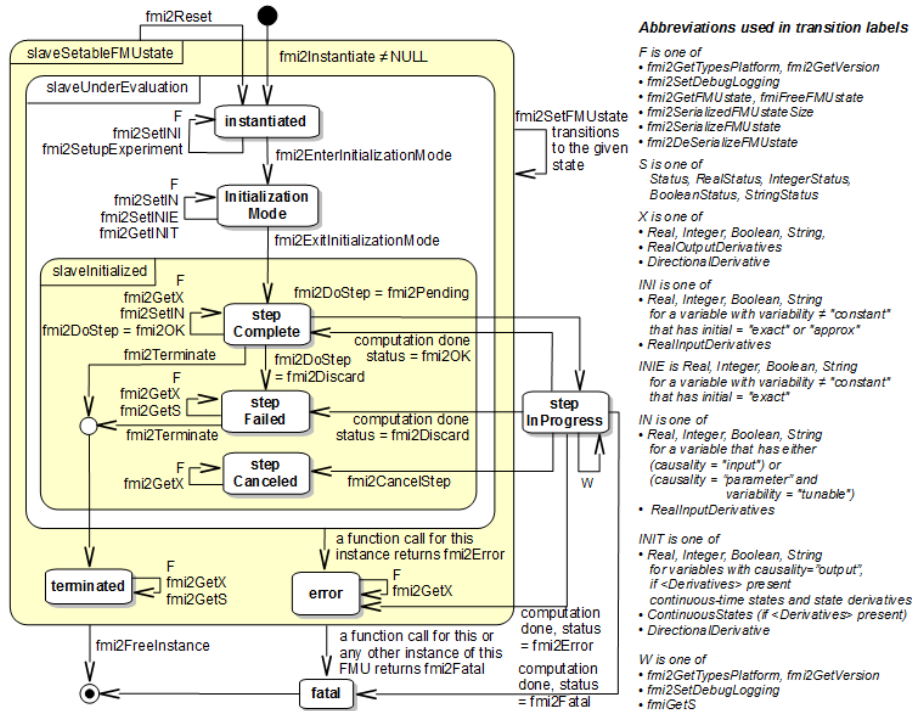 fmi2Reset
slaveSetableFMUstate
fmi2Instantiate ≠ NULL
slaveUnderEvaluation
F
fmi2SetINI
fmi2SetupExperiment
instantiated
fmi2SetFMUstate
transitions
to the given
state
fmi2EnterInitializationMode
F
fmi2SetIN
fmi2SetINIE
fmi2GetINIT
Initialization
Mode
fmi2ExitInitializationMode
slaveInitialized
F
fmi2GetX
fmi2SetIN
fmi2DoStep = fmi2OK
fmi2DoStep = fmi2Pending
step
Complete
computation done
status = fmi2OK
fmi2Terminate
fmi2DoStep
= fmi2Discard
F
fmi2GetX
fmi2GetS
step
Failed
fmi2Terminate
computation done
status = fmi2Discard
step
InProgress
F
fmi2GetX
step
Canceled
fmi2CancelStep
W
a function call for this
instance returns fmi2Error
terminated
F
fmi2GetX
fmi2GetS
error
F
fmi2GetX
computation
done, status
= fmi2Error
fmi2FreeInstance
a function call for this or
any other instance of this
FMU returns fmi2Fatal
fatal
computation
done, status
= fmi2Fatal
Abbreviations used in transition labels
F is one of
• fmi2GetTypesPlatform, fmi2GetVersion
• fmi2SetDebugLogging
• fmi2GetFMUstate, fmiFreeFMUstate
• fmi2SerializedFMUstateSize
• fmi2SerializeFMUstate
• fmi2DeSerializeFMUstate
S is one of
Status, RealStatus, IntegerStatus,
BooleanStatus, StringStatus
X is one of
• Real, Integer, Boolean, String,
• RealOutputDerivatives
• DirectionalDerivative
INI is one of
• Real, Integer, Boolean, String
for a variable with variability ≠ "constant"
that has initial = "exact" or "approx"
• RealInputDerivatives
INIE is Real, Integer, Boolean, String
for a variable with variability ≠ "constant"
that has initial = "exact"
IN is one of
• Real, Integer, Boolean, String
for a variable that has either
(causality = "input") or
(causality = "parameter" and
variability = "tunable")
• RealInputDerivatives
INIT is one of
• Real, Integer, Boolean, String
for variables with causality="output",
if <Derivatives> present
continuous-time states and state derivatives
• ContinuousStates (if <Derivatives> present)
• DirectionalDerivative
W is one of
• fmi2GetTypesPlatform, fmi2GetVersion
• fmi2SetDebugLogging
• fmiGetS